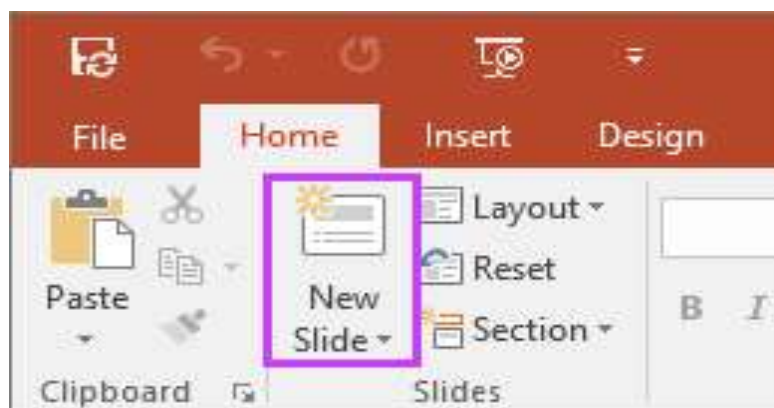 File Home Insert Design
Layout
Reset
Paste New B I
Slide Section
Clipboard Slides